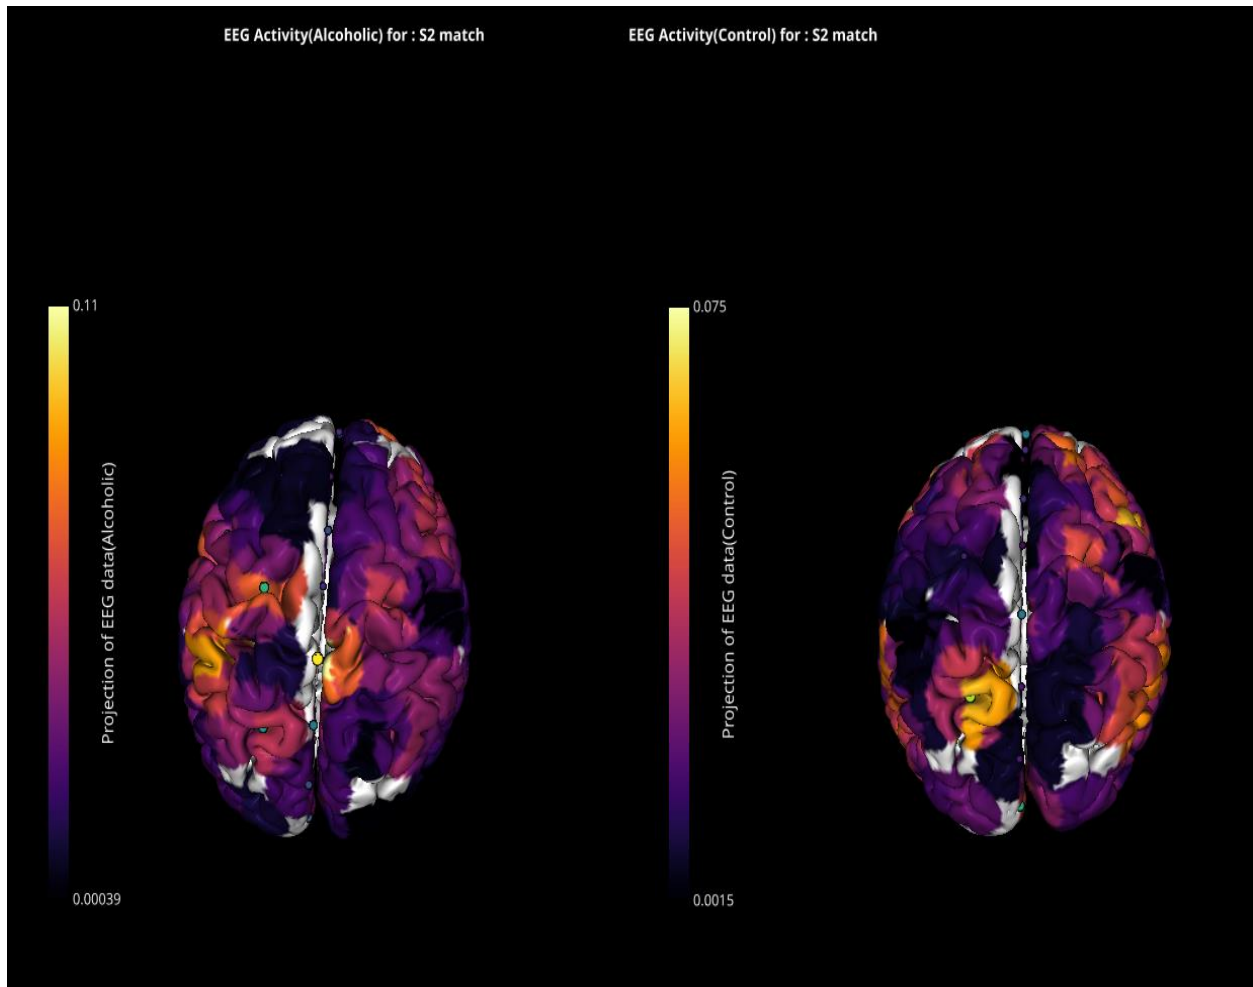 EEG Activity(Alcoholic) for : S2 match
EEG Activity(Control) for : S2 match
0.11
Projection of EEG data(Alcoholic)
0.00039
0.075
Projection of EEG data(Control)
0.0015